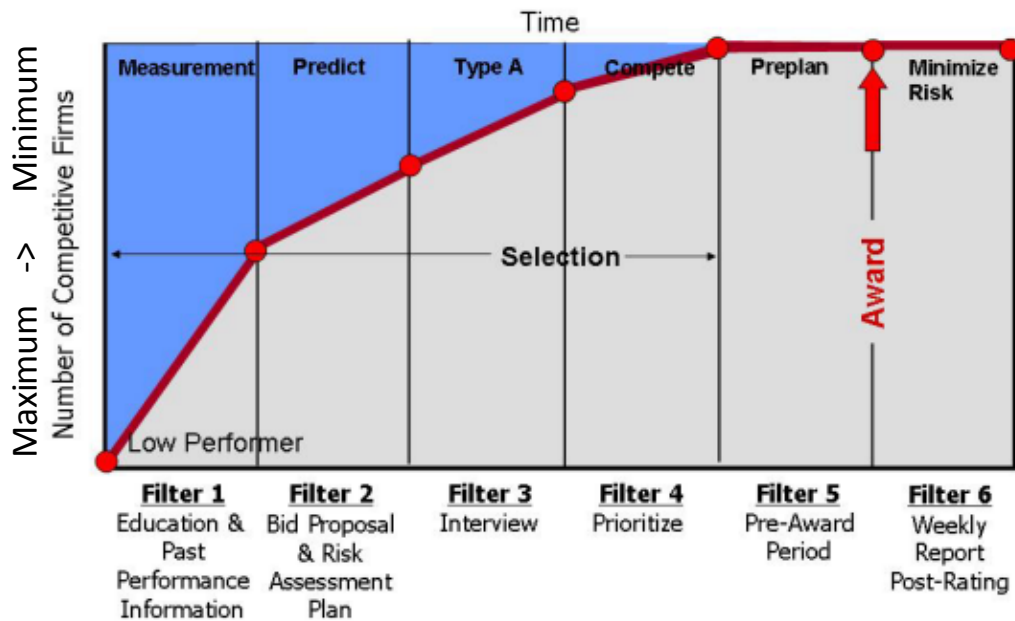 Time
Maximum -> Minimum
Number of Competitive Firms
Measurement
Predict
Type A
Compete
Preplan
Minimize
Risk
Selection
Award
Low Performer
Filter 1
Education &
Past
Performance
Information
Filter 2
Bid Proposal
& Risk
Assessment
Plan
Filter 3
Interview
Filter 4
Prioritize
Filter 5
Pre-Award
Period
Filter 6
Weekly
Report
Post-Rating